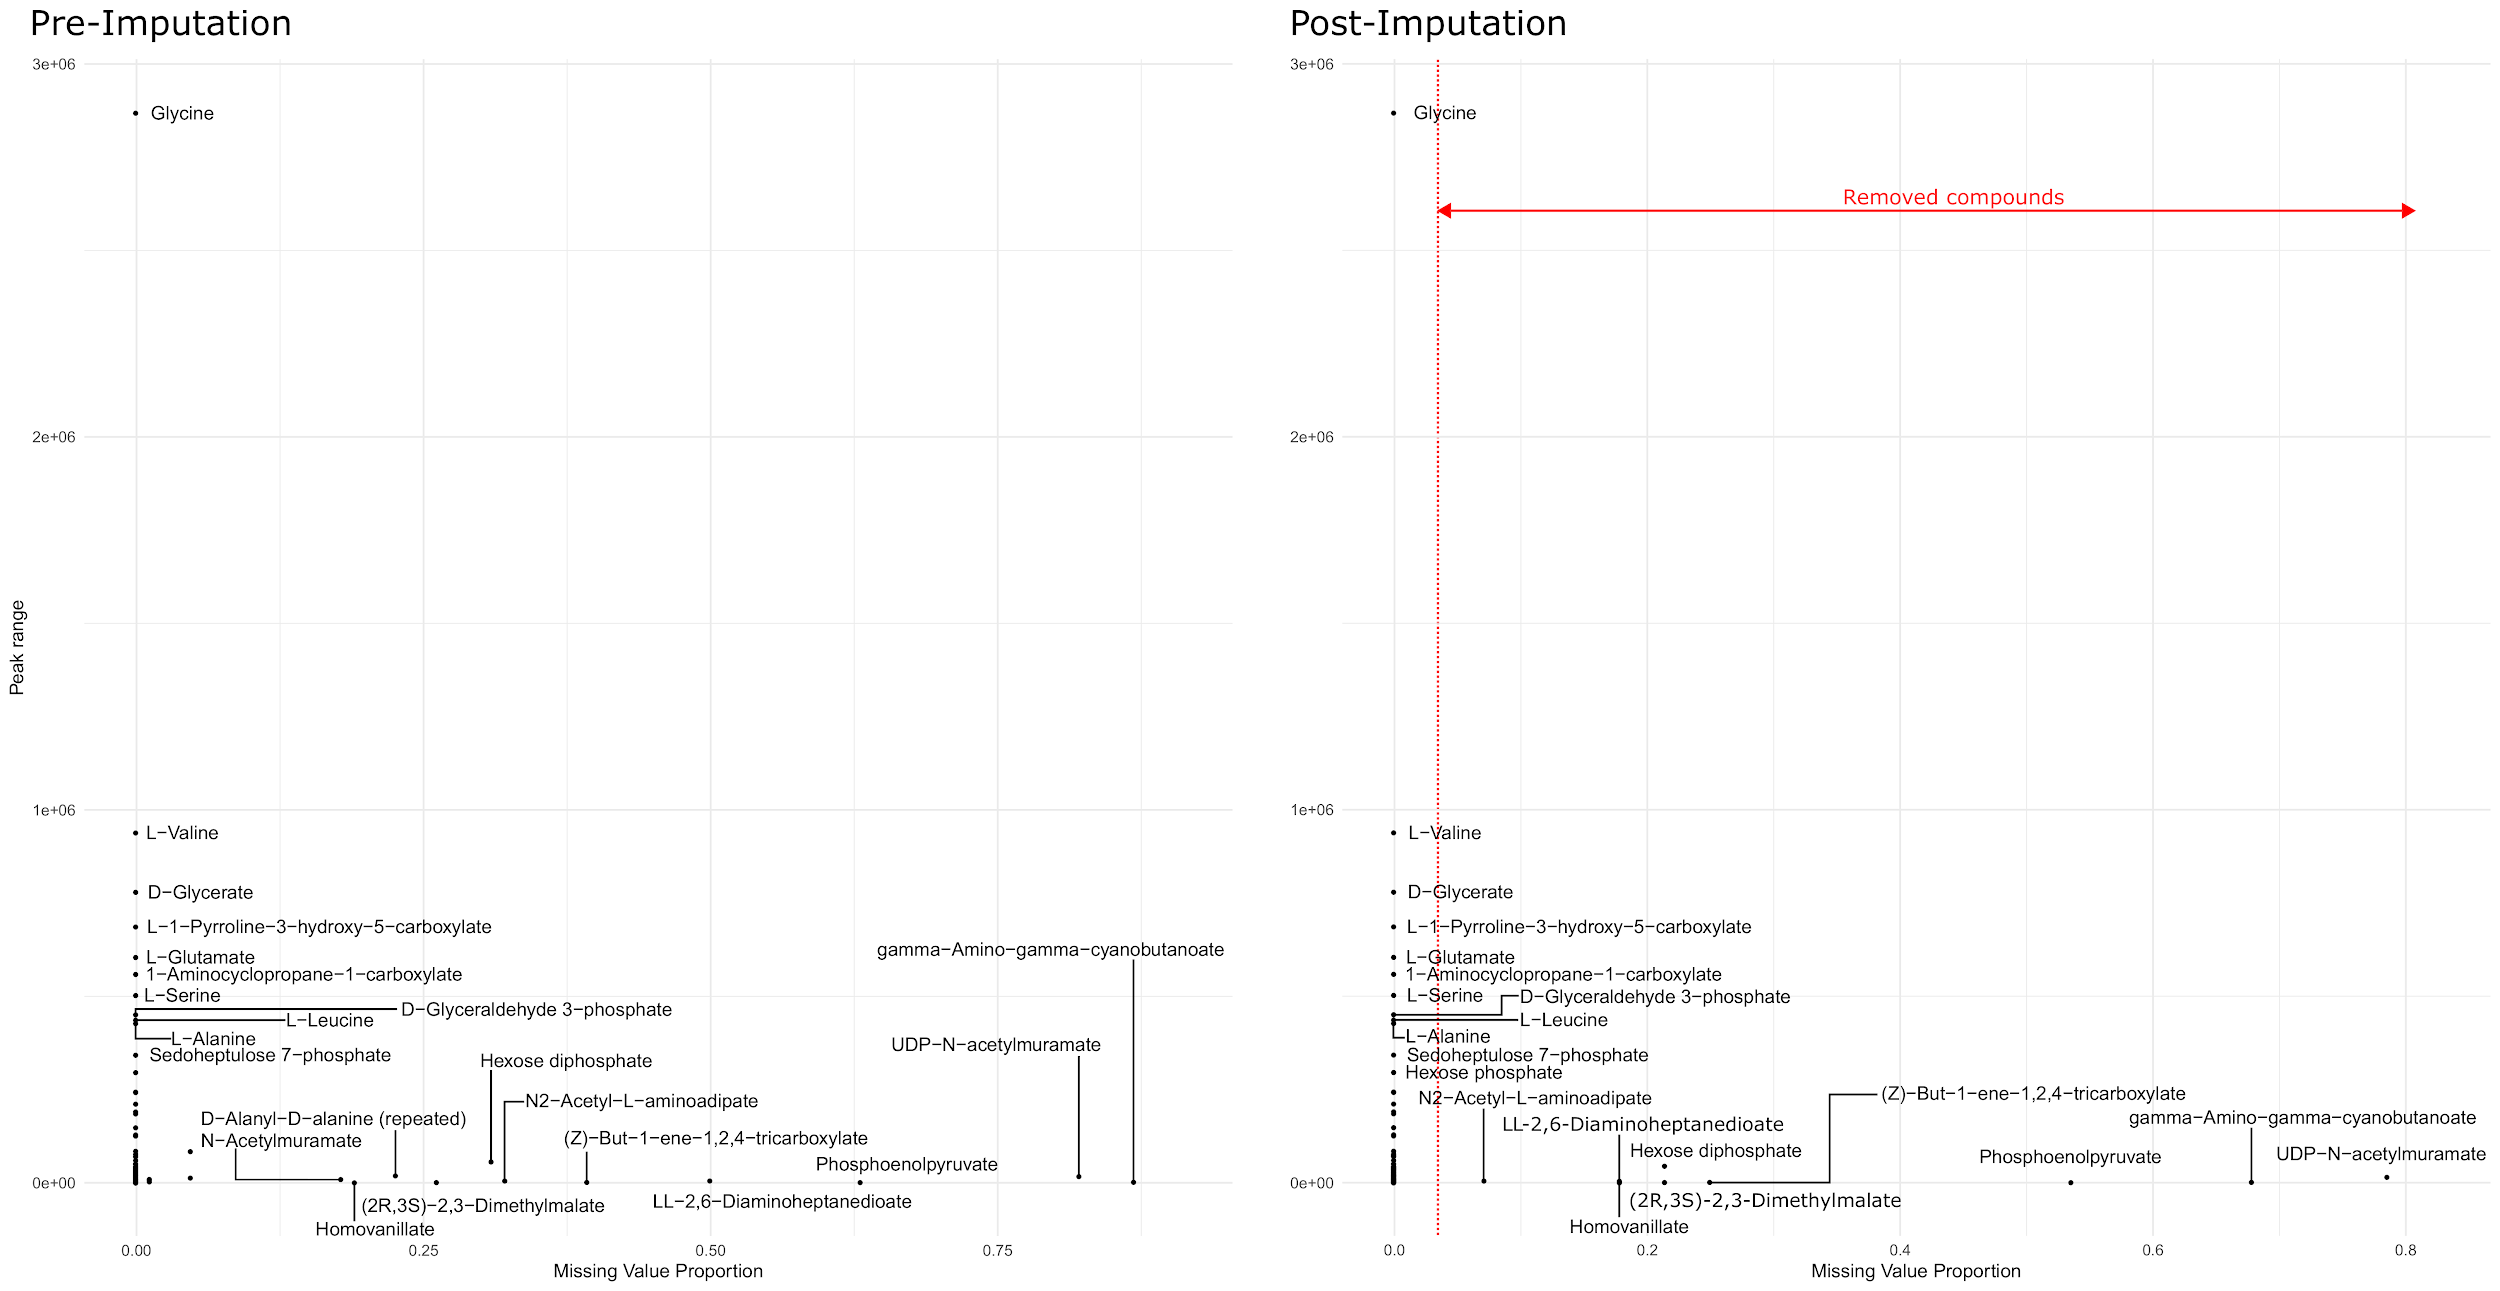 Pre-Imputation
3e+06
Glycine
2e+06
Peak range
1e+06
L−Valine
D−Glycerate
L−1−Pyrroline−3−hydroxy−5−carboxylate
gamma−Amino−gamma−cyanobutanoate
L−Glutamate
1−Aminocyclopropane−1−carboxylate
L−Serine
D−Glyceraldehyde 3−phosphate
L−Leucine
L−Alanine
UDP−N−acetylmuramate
Sedoheptulose 7−phosphate
Hexose diphosphate
N2−Acetyl−L−aminoadipate
D−Alanyl−D−alanine (repeated)
N−Acetylmuramate
(Z)−But−1−ene−1,2,4−tricarboxylate
Phosphoenolpyruvate
0e+00
LL−2,6−Diaminoheptanedioate
(2R,3S)−2,3−Dimethylmalate
Homovanillate
0.00
0.25
0.50
0.75
Missing Value Proportion
Post-Imputation
3e+06
Glycine
Removed compounds
2e+06
1e+06
L−Valine
D−Glycerate
L−1−Pyrroline−3−hydroxy−5−carboxylate
L−Glutamate
1−Aminocyclopropane−1−carboxylate
L−Serine
D−Glyceraldehyde 3−phosphate
L−Leucine
L−Alanine
Sedoheptulose 7−phosphate
Hexose phosphate
N2−Acetyl−L−aminoadipate
(Z)−But−1−ene−1,2,4−tricarboxylate
LL-2,6-Diaminoheptanedioate
gamma−Amino−gamma−cyanobutanoate
Hexose diphosphate
Phosphoenolpyruvate
UDP−N−acetylmuramate
0e+00
(2R,3S)-2,3-Dimethylmalate
Homovanillate
0.0
0.2
0.4
0.6
0.8
Missing Value Proportion